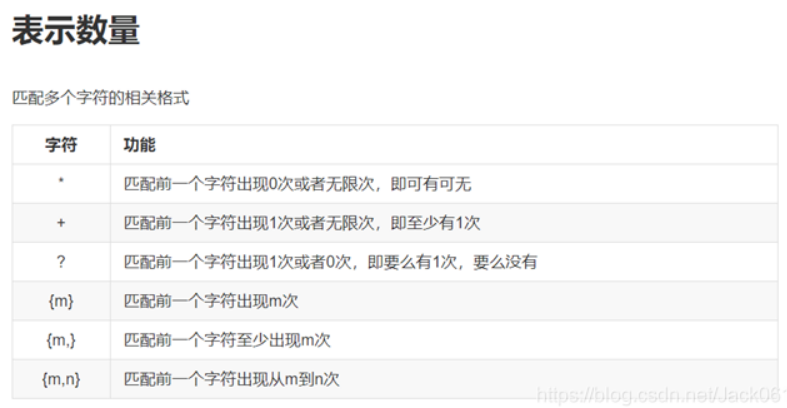 表示数量
匹配多个字符的相关格式
字符 功能
* 匹配前一个字符出现0次或者无限次，即可有可无
+ 匹配前一个字符出现1次或者无限次，即至少有1次
? 匹配前一个字符出现1次或者0次，即要么有1次，要么没有
{m} 匹配前一个字符出现m次
{m,} 匹配前一个字符至少出现m次
{m,n} 匹配前一个字符出现从m到n次
https://blog.csdn.net/Jack06